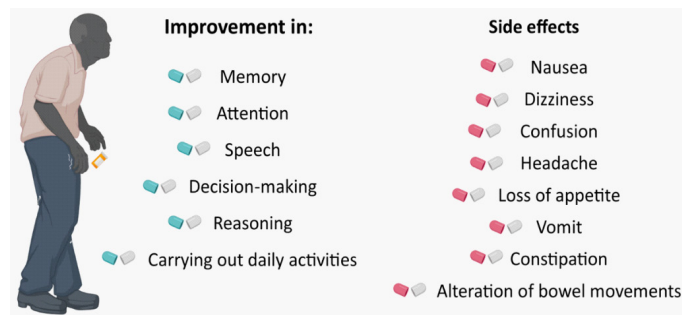 Improvement in:
Memory
Attention
Speech
Decision-making
Reasoning
Carrying out daily activities
Side effects
Nausea
Dizziness
Confusion
Headache
Loss of appetite
Vomit
Constipation
Alteration of bowel movements